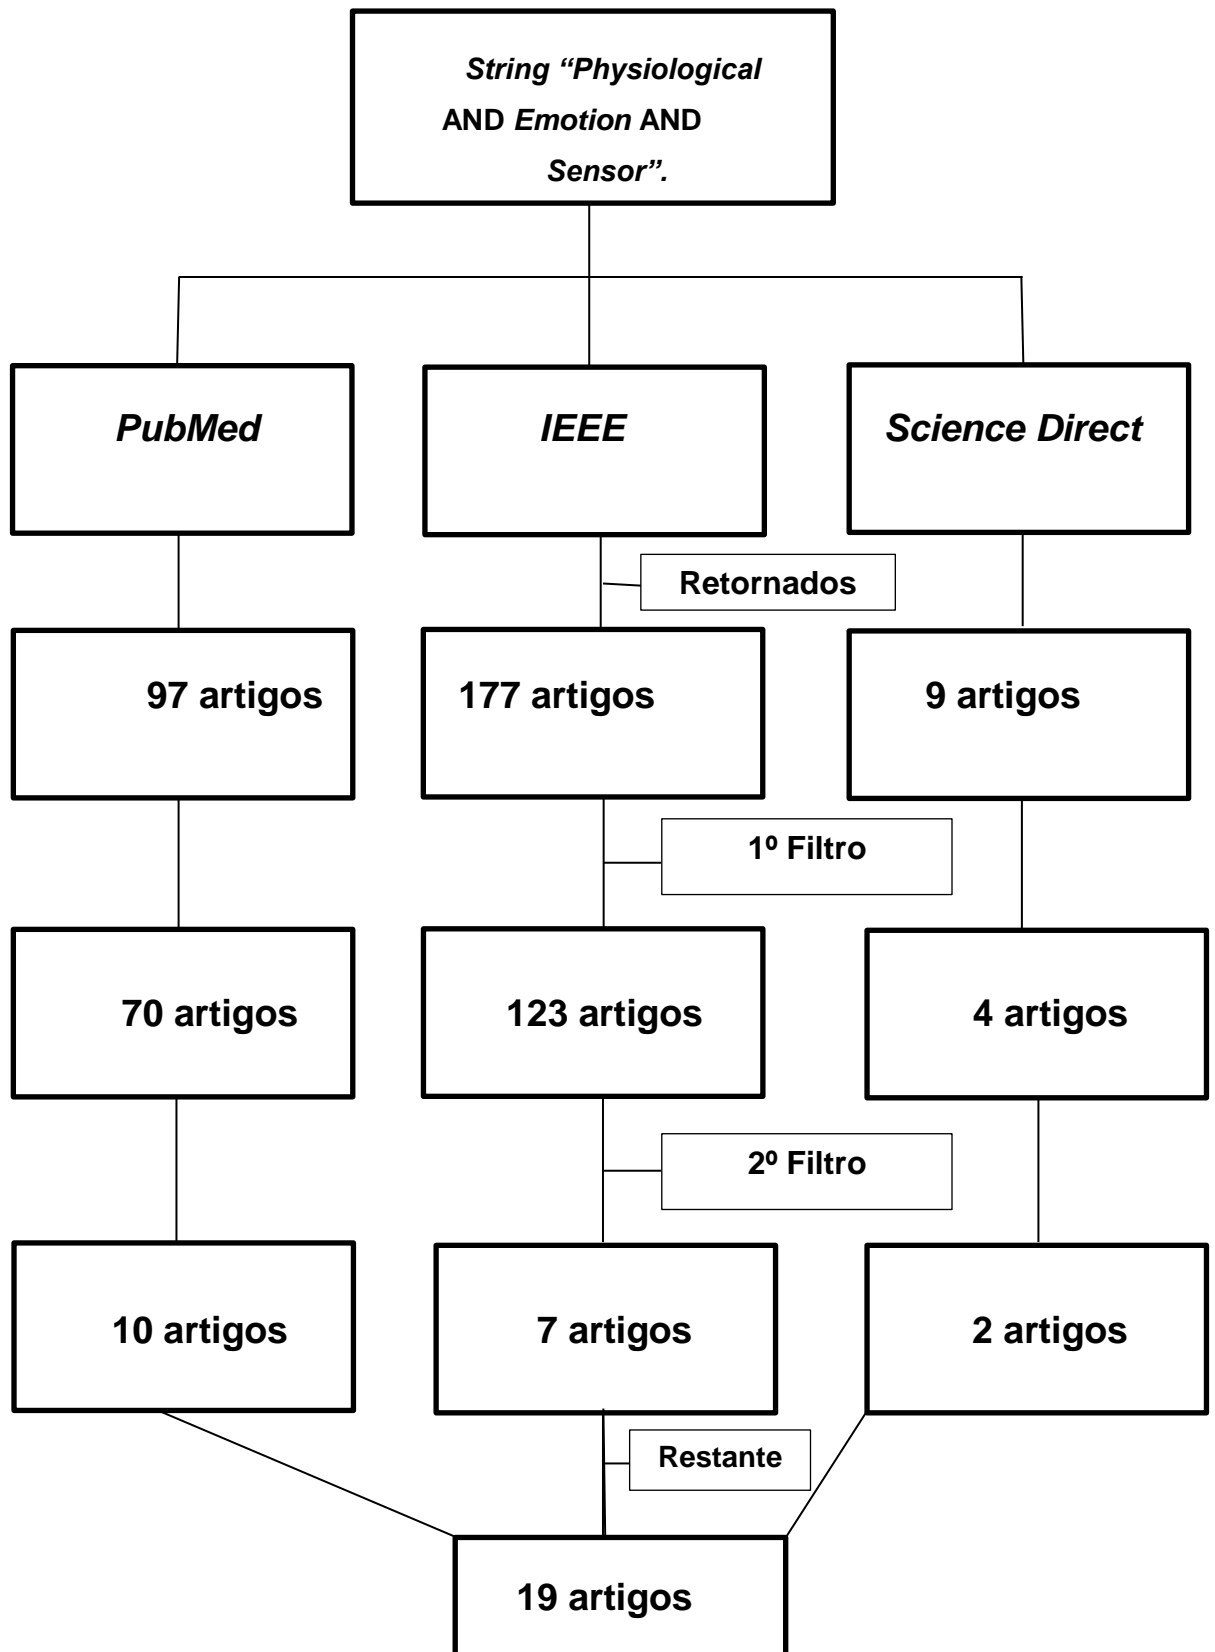 String “Physiological
AND Emotion AND
Sensor”.
PubMed
IEEE
Science Direct
Retornados
97 artigos
177 artigos
9 artigos
1º Filtro
70 artigos
123 artigos
4 artigos
2º Filtro
10 artigos
7 artigos
2 artigos
Restante
19 artigos